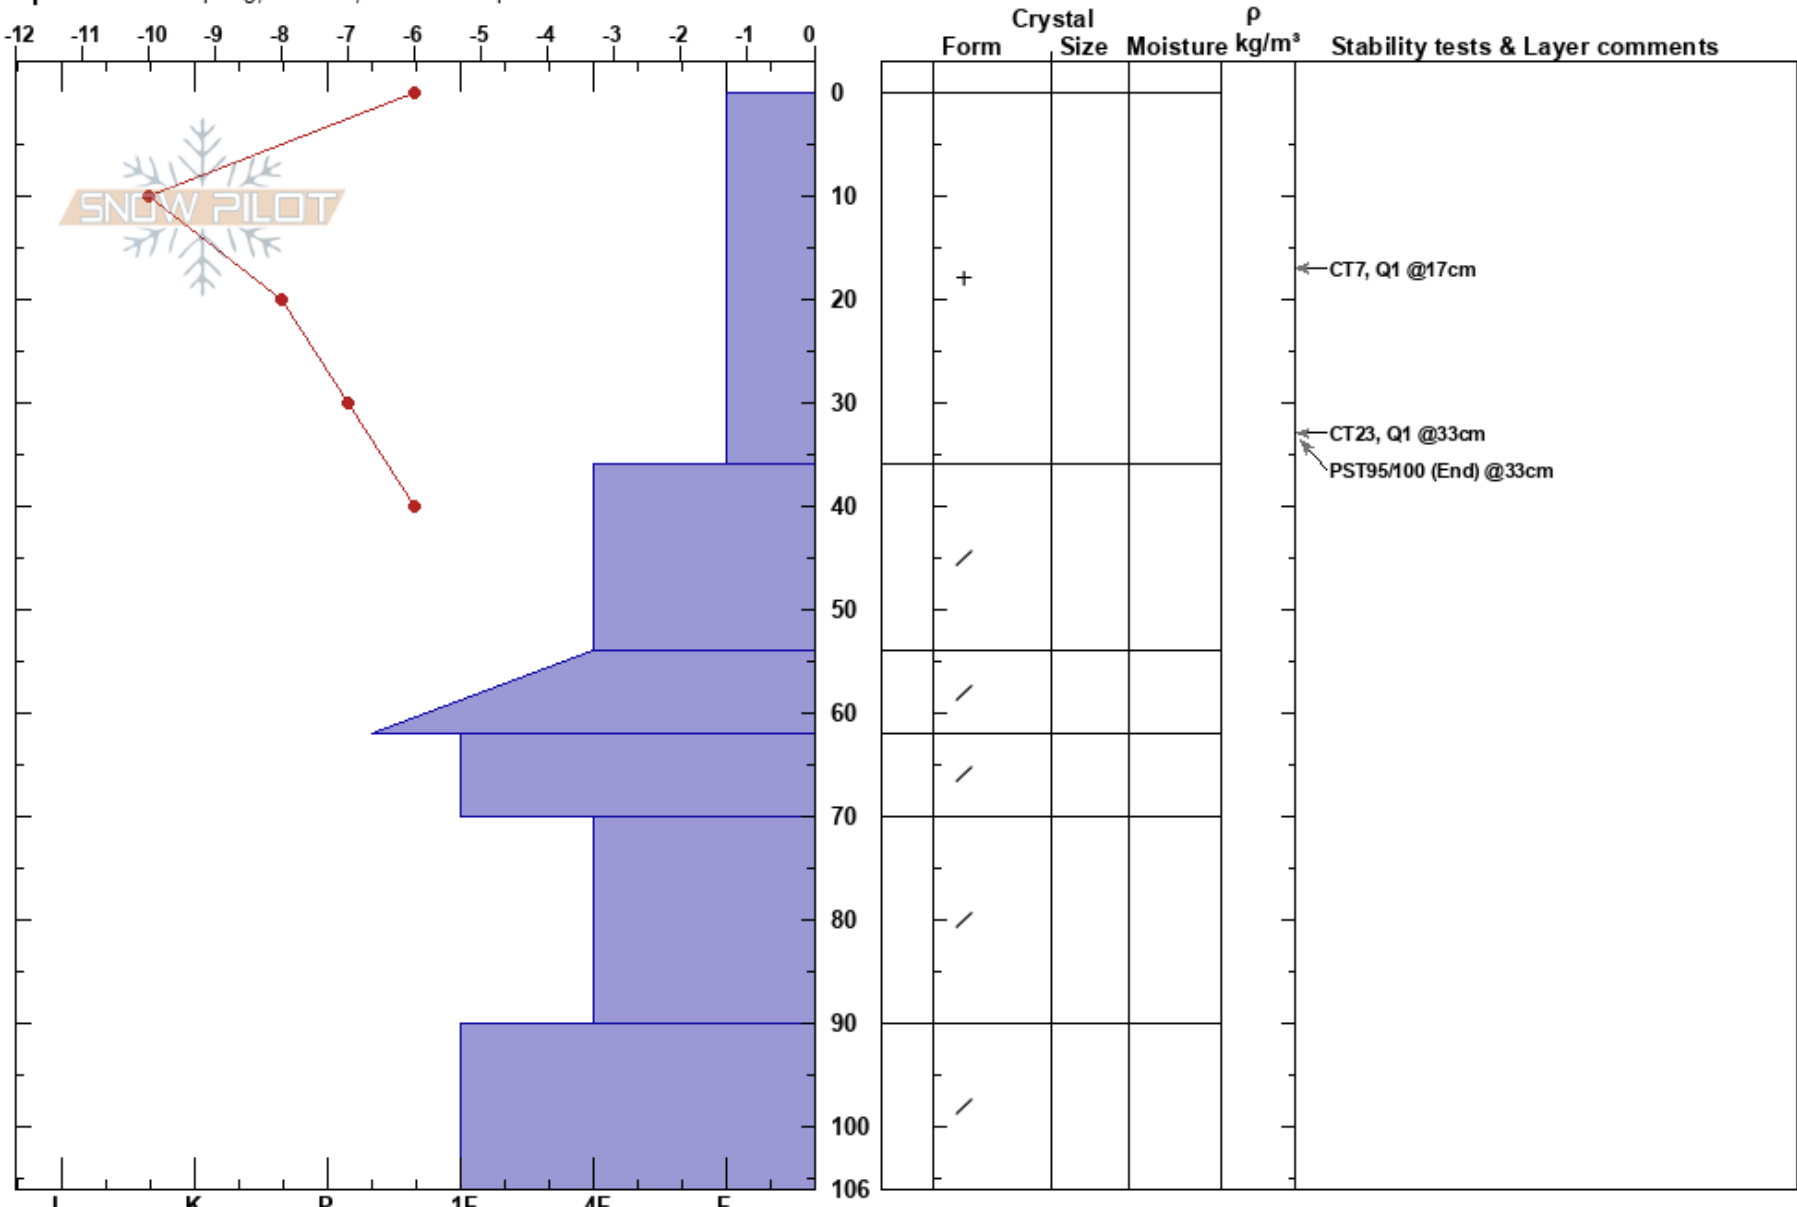 Crystal
ρ
-12 -11 -10 -9 -8 -7 -6 -5 -4 -3 -2 -1 0
Form Size Moisture kg/m³ Stability tests & Layer comments
0
SNOW PILOT
10
CT7, Q1 @17cm
+
20
30
CT23, Q1 @33cm
PST95/100 (End) @33cm
40
50
60
70
80
90
100
106
I K P 1F 4F F